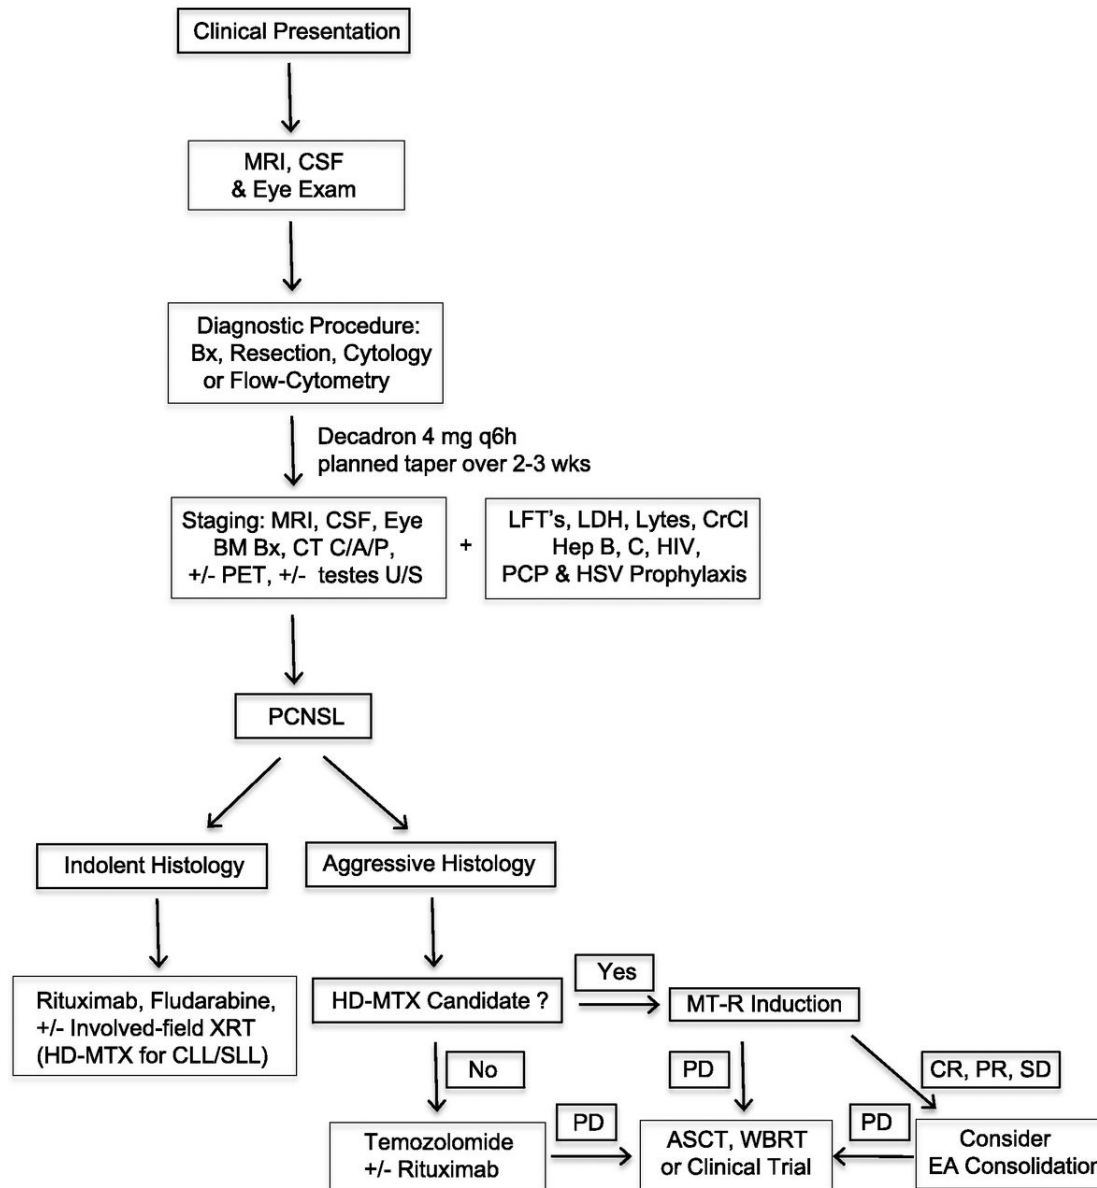 Clinical Presentation
MRI, CSF
& Eye Exam
Diagnostic Procedure:
Bx, Resection, Cytology
or Flow-Cytometry
Decadron 4 mg q6h
planned taper over 2-3 wks
Staging: MRI, CSF, Eye
BM Bx, CT C/A/P,
+/- PET, +/- testes U/S
+
LFT's, LDH, Lytes, CrCl
Hep B, C, HIV,
PCP & HSV Prophylaxis
PCNSL
Indolent Histology
Aggressive Histology
Rituximab, Fludarabine,
+/- Involved-field XRT
(HD-MTX for CLL/SLL)
HD-MTX Candidate ?
Yes
MT-R Induction
No
PD
CR, PR, SD
Temozolomide
+/- Rituximab
PD
ASCT, WBRT
or Clinical Trial
PD
Consider
EA Consolidation